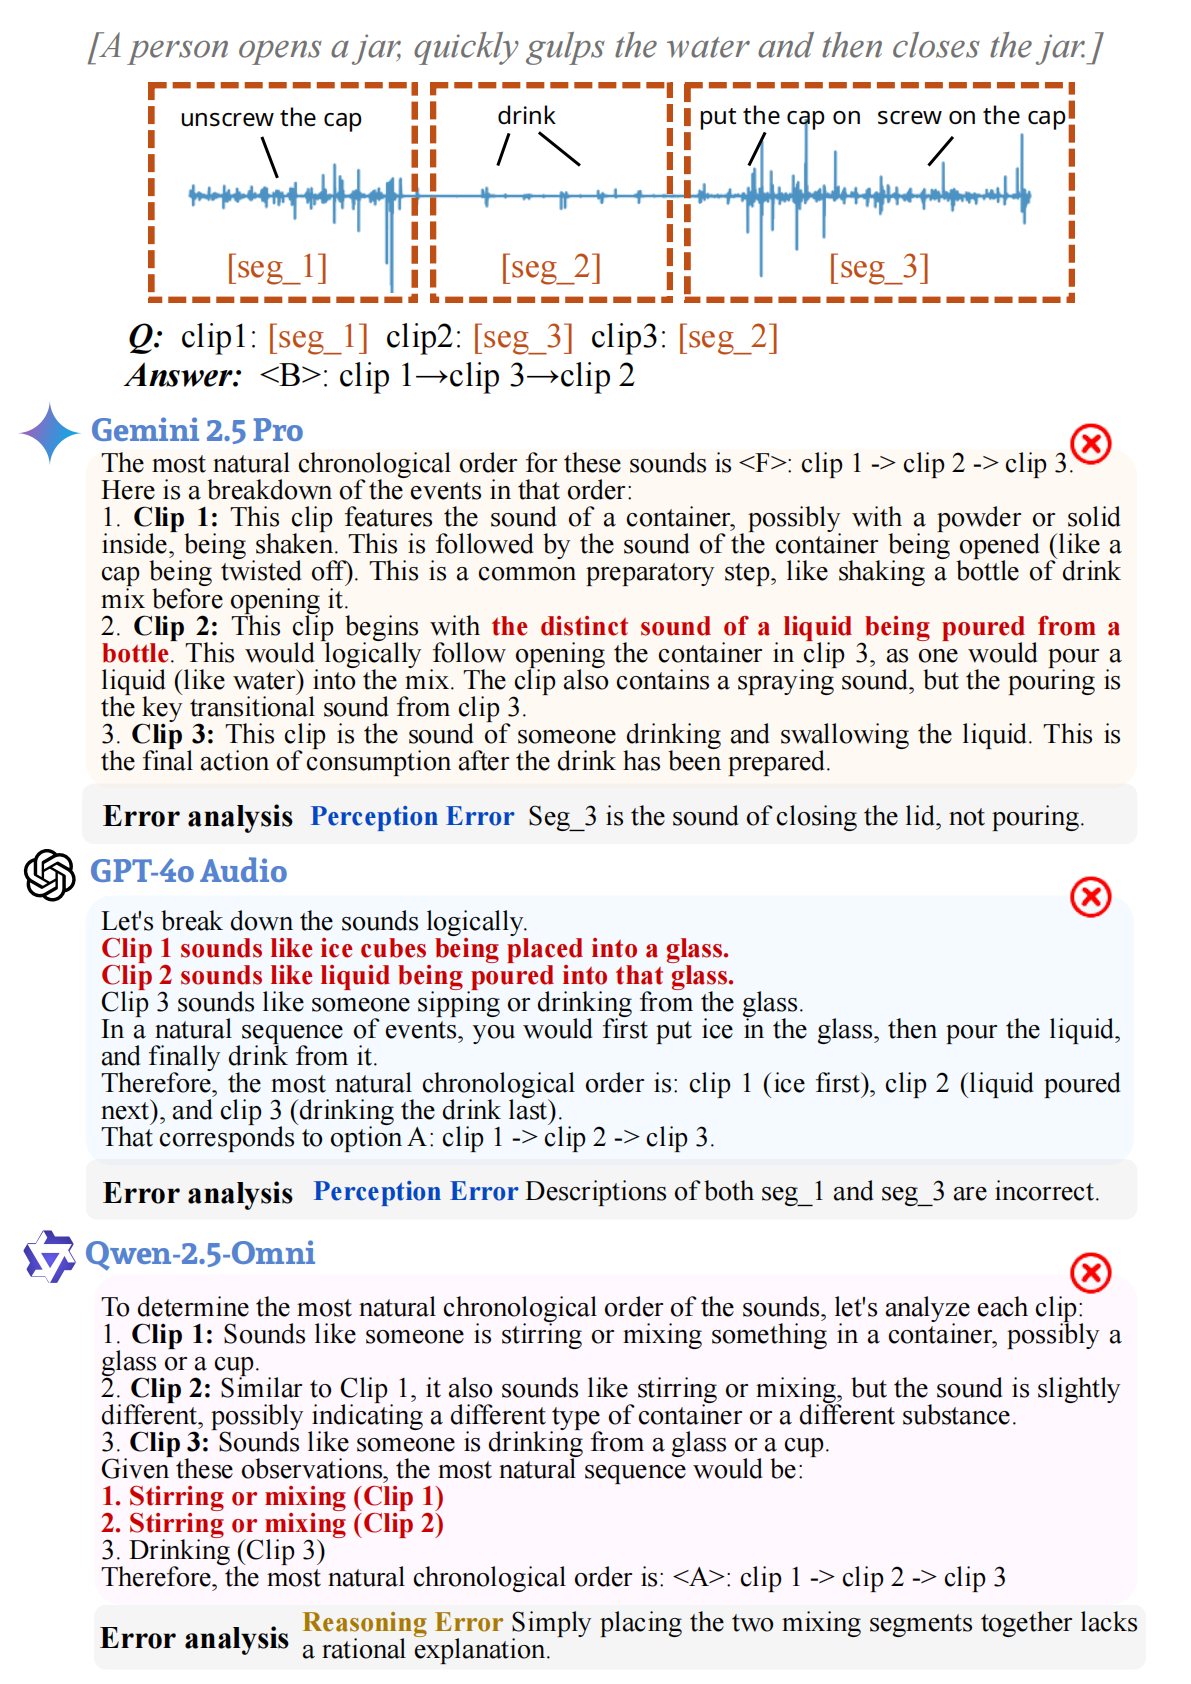 [A person opens a jar, quickly gulps the water and then closes the jar.]
unscrew the cap
drink
put the cap on screw on the cap
[seg_1]
[seg_2]
[seg_3]
Q: clip1: [seg_1] clip2: [seg_3] clip3: [seg_2]
Answer: <B>: clip 1→clip 3→clip 2
Gemini 2.5 Pro
The most natural chronological order for these sounds is <F>: clip 1 -> clip 2 -> clip 3.
Here is a breakdown of the events in that order:
1. Clip 1: This clip features the sound of a container, possibly with a powder or solid
inside, being shaken. This is followed by the sound of the container being opened (like a
cap being twisted off). This is a common preparatory step, like shaking a bottle of drink
mix before opening it.
2. Clip 2: This clip begins with the distinct sound of a liquid being poured from a
bottle. This would logically follow opening the container in clip 3, as one would pour a
liquid (like water) into the mix. The clip also contains a spraying sound, but the pouring is
the key transitional sound from clip 3.
3. Clip 3: This clip is the sound of someone drinking and swallowing the liquid. This is
the final action of consumption after the drink has been prepared.
Error analysis Perception Error Seg_3 is the sound of closing the lid, not pouring.
GPT-4o Audio
Let's break down the sounds logically.
Clip 1 sounds like ice cubes being placed into a glass.
Clip 2 sounds like liquid being poured into that glass.
Clip 3 sounds like someone sipping or drinking from the glass.
In a natural sequence of events, you would first put ice in the glass, then pour the liquid,
and finally drink from it.
Therefore, the most natural chronological order is: clip 1 (ice first), clip 2 (liquid poured
next), and clip 3 (drinking the drink last).
That corresponds to option A: clip 1 -> clip 2 -> clip 3.
Error analysis Perception Error Descriptions of both seg_1 and seg_3 are incorrect.
Qwen-2.5-Omni
To determine the most natural chronological order of the sounds, let's analyze each clip:
1. Clip 1: Sounds like someone is stirring or mixing something in a container, possibly a
glass or a cup.
2. Clip 2: Similar to Clip 1, it also sounds like stirring or mixing, but the sound is slightly
different, possibly indicating a different type of container or a different substance.
3. Clip 3: Sounds like someone is drinking from a glass or a cup.
Given these observations, the most natural sequence would be:
1. Stirring or mixing (Clip 1)
2. Stirring or mixing (Clip 2)
3. Drinking (Clip 3)
Therefore, the most natural chronological order is: <A>: clip 1 -> clip 2 -> clip 3
Error analysis Reasoning Error Simply placing the two mixing segments together lacks
a rational explanation.